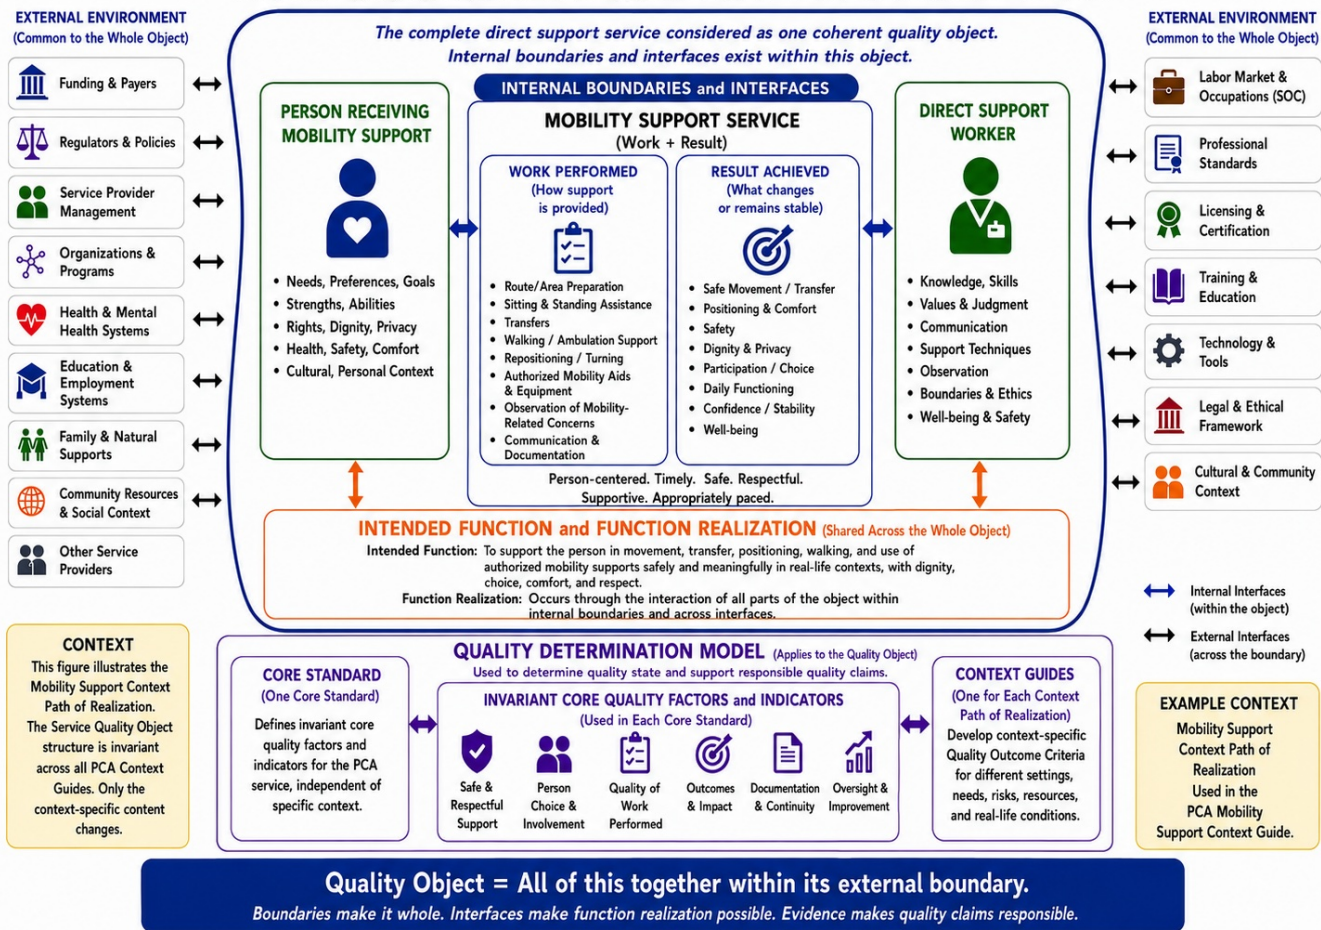 EXTERNAL ENVIRONMENT
(Common to the Whole Object)
Funding & Payers
Regulators & Policies
Service Provider
Management
Organizations &
Programs
Health & Mental
Health Systems
Education &
Employment
Systems
Family & Natural
Supports
Community Resources
& Social Context
Other Service
Providers
The complete direct support service considered as one coherent quality object.
Internal boundaries and interfaces exist within this object.
INTERNAL BOUNDARIES and INTERFACES
PERSON RECEIVING
MOBILITY SUPPORT
• Needs, Preferences, Goals
• Strengths, Abilities
• Rights, Dignity, Privacy
• Health, Safety, Comfort
• Cultural, Personal Context
MOBILITY SUPPORT SERVICE
(Work + Result)
WORK PERFORMED
(How support
is provided)
• Route/Area Preparation
• Sitting & Standing Assistance
• Transfers
• Walking / Ambulation Support
• Repositioning / Turning
• Authorized Mobility Aids
& Equipment
• Observation of Mobility-
Related Concerns
• Communication &
Documentation
RESULT ACHIEVED
(What changes
or remains stable)
• Safe Movement / Transfer
• Positioning & Comfort
• Safety
• Dignity & Privacy
• Participation / Choice
• Daily Functioning
• Confidence / Stability
• Well-being
Person-centered. Timely. Safe. Respectful.
Supportive. Appropriately paced.
DIRECT SUPPORT
WORKER
• Knowledge, Skills
• Values & Judgment
• Communication
• Support Techniques
• Observation
• Boundaries & Ethics
• Well-being & Safety
INTENDED FUNCTION and FUNCTION REALIZATION (Shared Across the Whole Object)
Intended Function: To support the person in movement, transfer, positioning, walking, and use of
authorized mobility supports safely and meaningfully in real-life contexts, with dignity,
choice, comfort, and respect.
Function Realization: Occurs through the interaction of all parts of the object within
internal boundaries and across interfaces.
EXTERNAL ENVIRONMENT
(Common to the Whole Object)
Labor Market &
Occupations (SOC)
Professional
Standards
Licensing &
Certification
Training &
Education
Technology &
Tools
Legal & Ethical
Framework
Cultural & Community
Context
Internal Interfaces
(within the object)
External Interfaces
(across the boundary)
CONTEXT
This figure illustrates the
Mobility Support Context
Path of Realization.
The Service Quality Object
structure is invariant
across all PCA Context
Guides. Only the
context-specific content
changes.
QUALITY DETERMINATION MODEL (Applies to the Quality Object)
Used to determine quality state and support responsible quality claims.
CORE STANDARD
(One Core Standard)
Defines invariant core
quality factors and
indicators for the PCA
service, independent of
specific context.
INVARIANT CORE QUALITY FACTORS and INDICATORS
(Used in Each Core Standard)
Safe &
Respectful
Support
Person
Choice &
Involvement
Quality of
Work
Performed
Outcomes
& Impact
Documentation
& Continuity
Oversight &
Improvement
CONTEXT GUIDES
(One for Each Context
Path of Realization)
Develop context-specific
Quality Outcome Criteria
for different settings,
needs, risks, resources,
and real-life conditions.
EXAMPLE CONTEXT
Mobility Support
Context Path of
Realization
Used in the
PCA Mobility
Support Context Guide.
Quality Object = All of this together within its external boundary.
Boundaries make it whole. Interfaces make function realization possible. Evidence makes quality claims responsible.